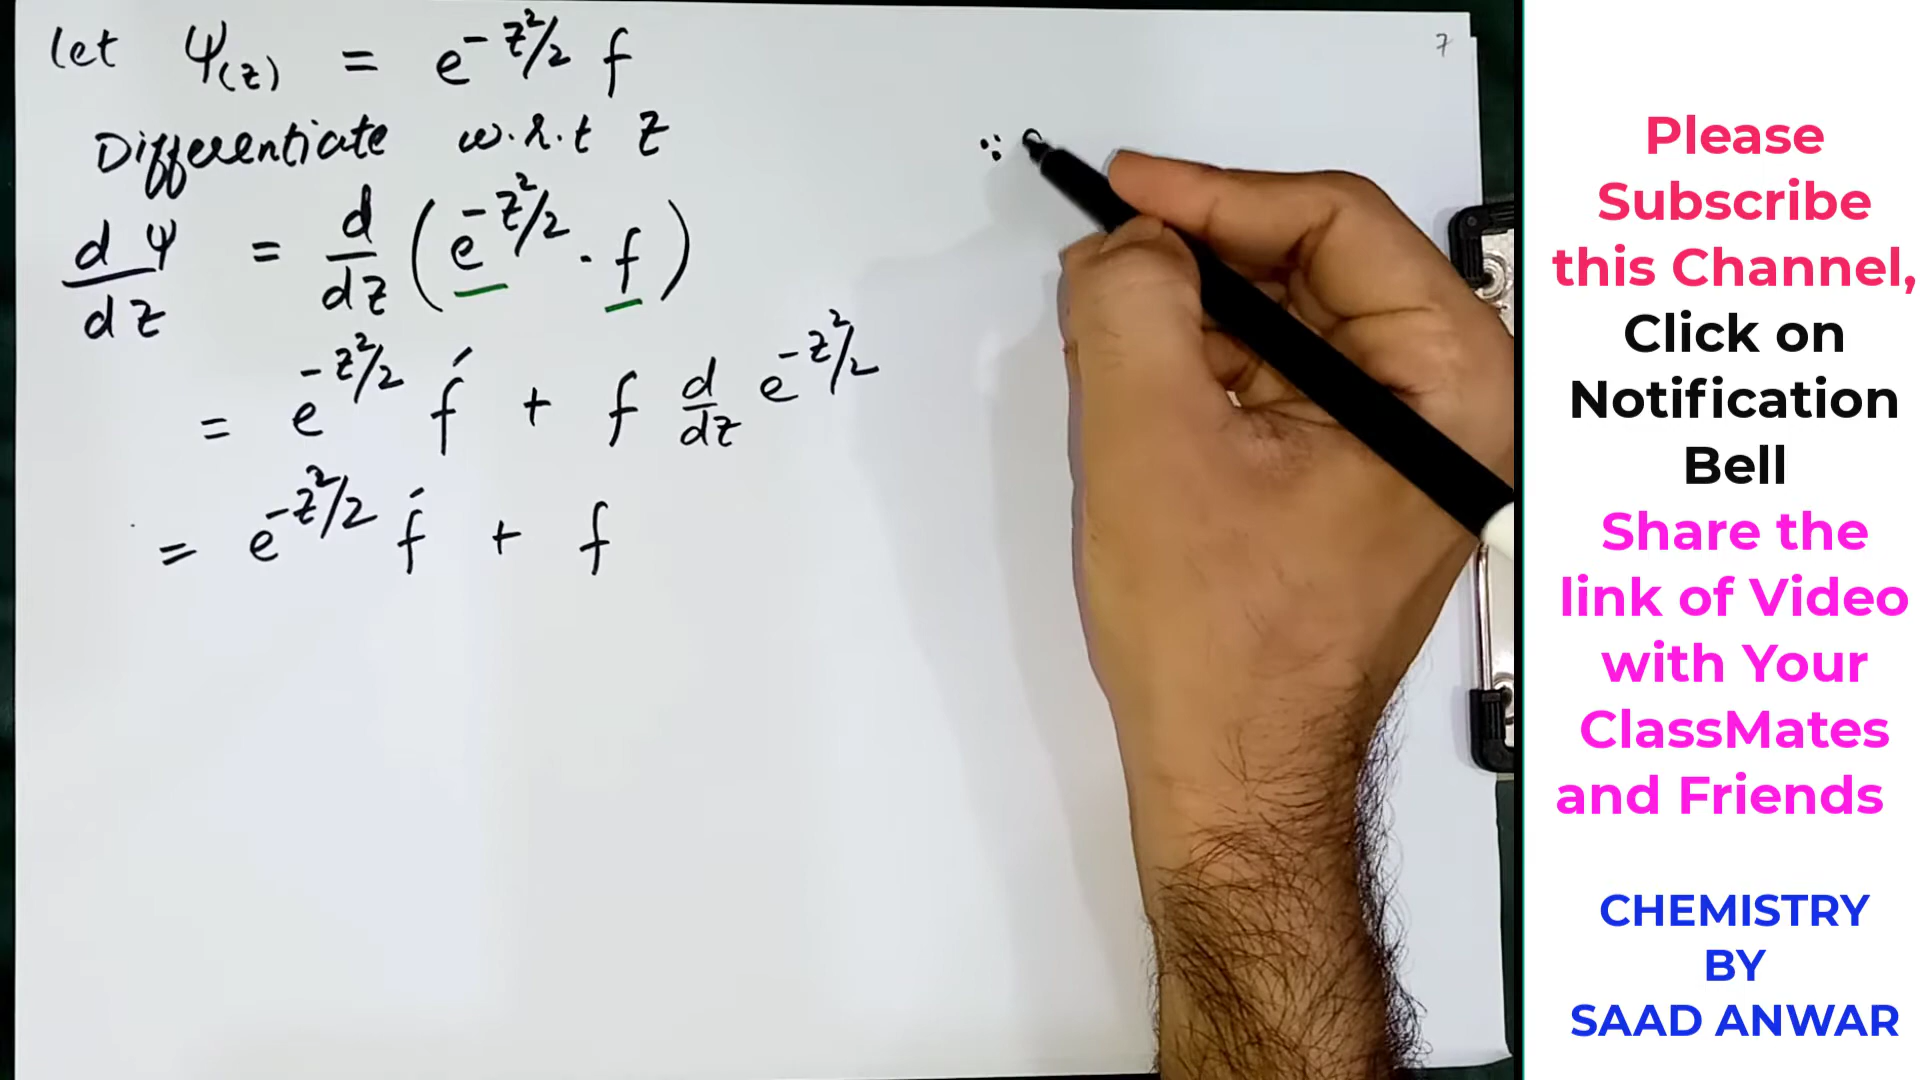 let ψ(z) = e^{-z²/2} f
7
Differentiate w.r.t z
∵
dψ/dz = d/dz (e^{-z²/2} · f)
= e^{-z²/2} f́ + f d/dz e^{-z²/2}
= e^{-z²/2} f́ + f
Please
Subscribe
this Channel,
Click on
Notification
Bell
Share the
link of Video
with Your
ClassMates
and Friends
CHEMISTRY
BY
SAAD ANWAR